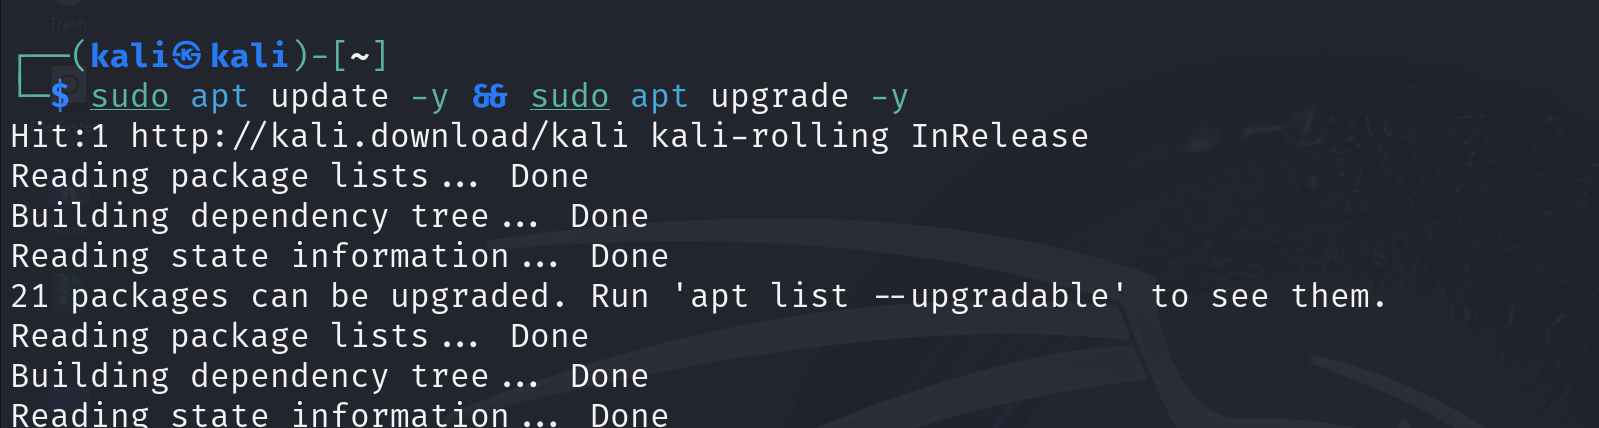 Trash
┌──(kali㉿kali)-[~]
└─$ sudo apt update -y && sudo apt upgrade -y
Hit:1 http://kali.download/kali kali-rolling InRelease
Reading package lists... Done
Building dependency tree... Done
Reading state information... Done
21 packages can be upgraded. Run 'apt list --upgradable' to see them.
Reading package lists... Done
Building dependency tree... Done
Reading state information... Done